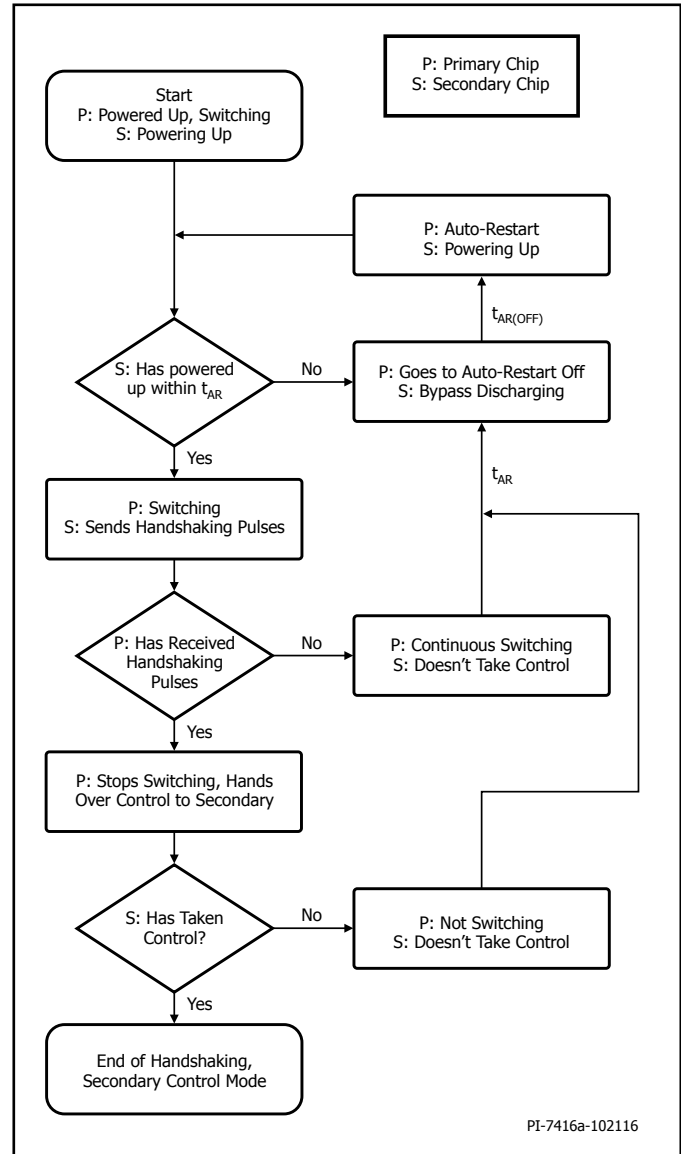 P: Primary Chip
S: Secondary Chip
Start
P: Powered Up, Switching
S: Powering Up
P: Auto-Restart
S: Powering Up
tAR(OFF)
S: Has powered
up within tAR
No
P: Goes to Auto-Restart Off
S: Bypass Discharging
Yes
tAR
P: Switching
S: Sends Handshaking Pulses
P: Has Received
Handshaking
Pulses
No
P: Continuous Switching
S: Doesn't Take Control
Yes
P: Stops Switching, Hands
Over Control to Secondary
S: Has Taken
Control?
No
P: Not Switching
S: Doesn't Take Control
Yes
End of Handshaking,
Secondary Control Mode
PI-7416a-102116